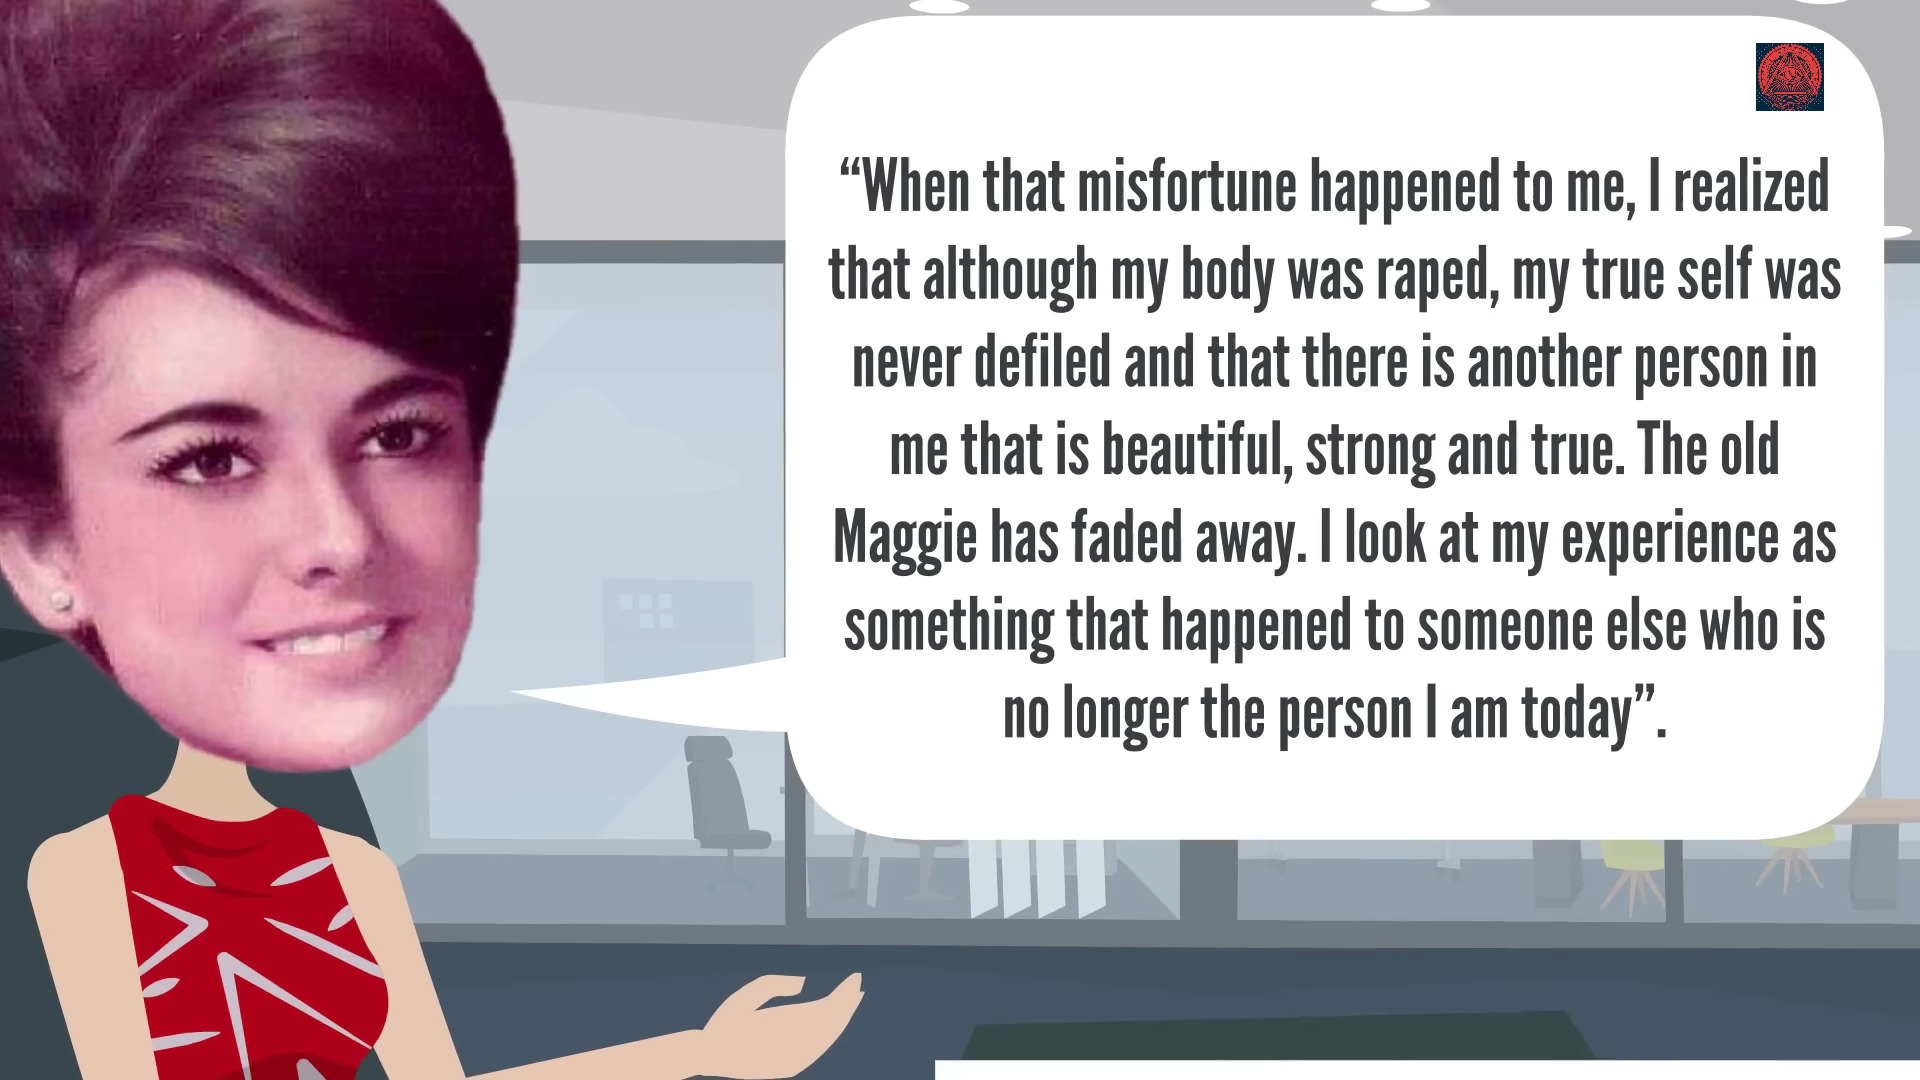 “When that misfortune happened to me, I realized
that although my body was raped, my true self was
never defiled and that there is another person in
me that is beautiful, strong and true. The old
Maggie has faded away. I look at my experience as
something that happened to someone else who is
no longer the person I am today”.